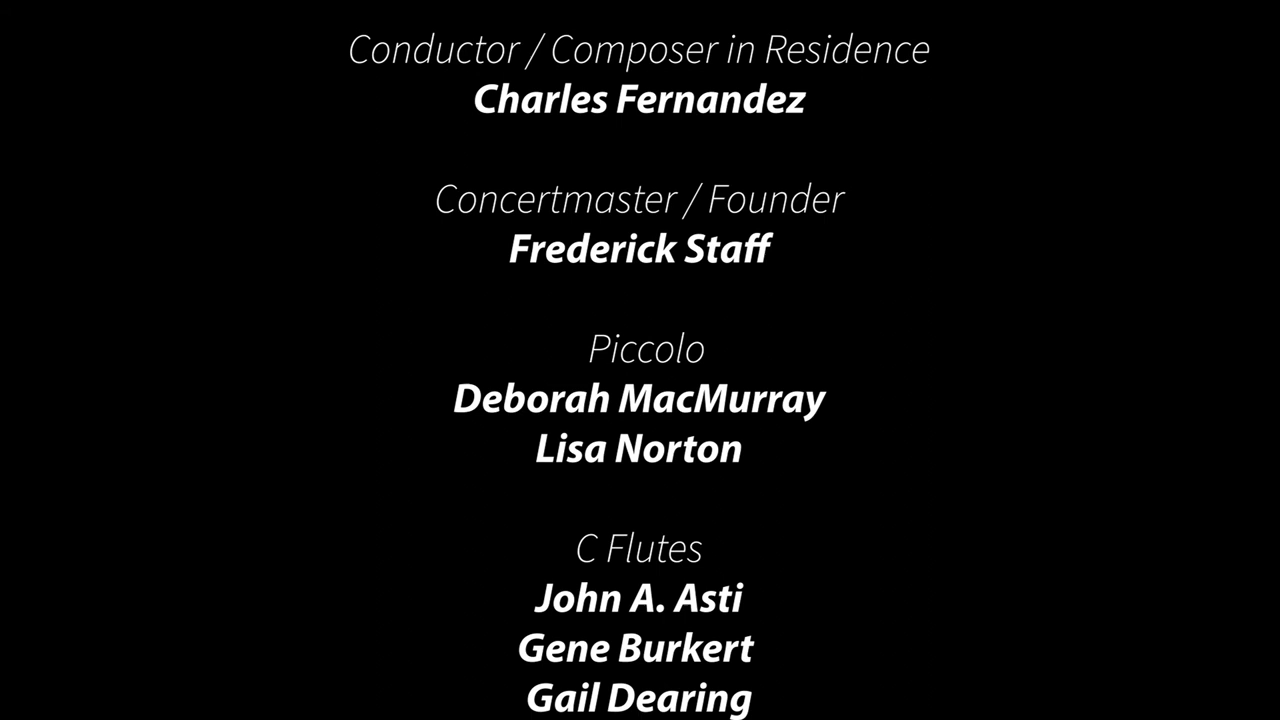 Conductor / Composer in Residence
Charles Fernandez
Concertmaster / Founder
Frederick Staff
Piccolo
Deborah MacMurray
Lisa Norton
C Flutes
John A. Asti
Gene Burkert
Gail Dearing